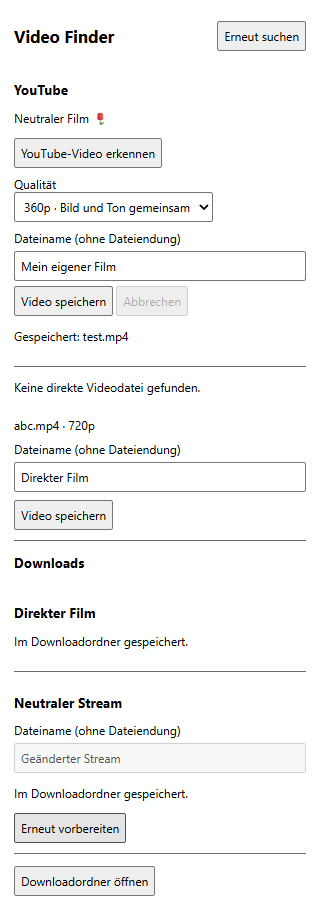 Video Finder
Erneut suchen
YouTube
Neutraler Film 🌹
YouTube-Video erkennen
Qualität
360p · Bild und Ton gemeinsam
Dateiname (ohne Dateiendung)
Mein eigener Film
Video speichern
Abbrechen
Gespeichert: test.mp4
Keine direkte Videodatei gefunden.
abc.mp4 · 720p
Dateiname (ohne Dateiendung)
Direkter Film
Video speichern
Downloads
Direkter Film
Im Downloadordner gespeichert.
Neutraler Stream
Dateiname (ohne Dateiendung)
Geänderter Stream
Im Downloadordner gespeichert.
Erneut vorbereiten
Downloadordner öffnen